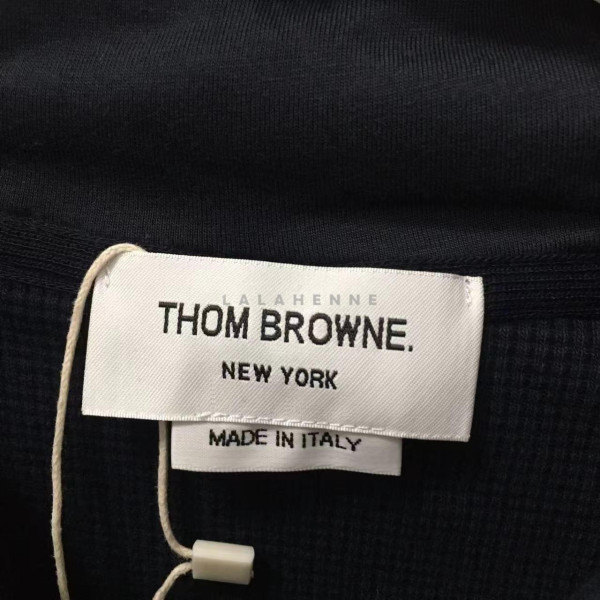 LALAHENNE
THOM BROWNE.
NEW YORK
MADE IN ITALY